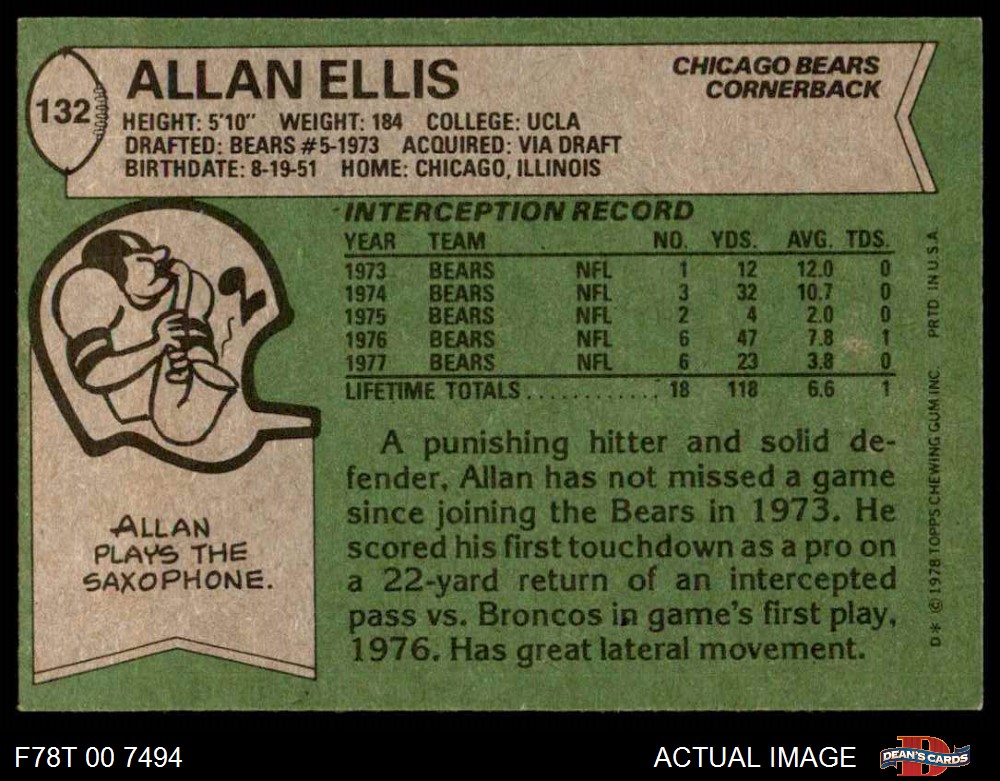 132
ALLAN ELLIS
CHICAGO BEARS
CORNERBACK
HEIGHT: 5'10" WEIGHT: 184 COLLEGE: UCLA
DRAFTED: BEARS #5-1973 ACQUIRED: VIA DRAFT
BIRTHDATE: 8-19-51 HOME: CHICAGO, ILLINOIS
INTERCEPTION RECORD
YEAR TEAM NO. YDS. AVG. TDS.
1973 BEARS NFL 1 12 12.0 0
1974 BEARS NFL 3 32 10.7 0
1975 BEARS NFL 2 4 2.0 0
1976 BEARS NFL 6 47 7.8 1
1977 BEARS NFL 6 23 3.8 0
LIFETIME TOTALS............ 18 118 6.6 1
A punishing hitter and solid de-
fender, Allan has not missed a game
since joining the Bears in 1973. He
scored his first touchdown as a pro on
a 22-yard return of an intercepted
pass vs. Broncos in game's first play,
1976. Has great lateral movement.
ALLAN
PLAYS THE
SAXOPHONE.
D* © 1978 TOPPS CHEWING GUM INC. PRTD. IN U.S.A.
F78T 00 7494
ACTUAL IMAGE
DEAN'S CARDS